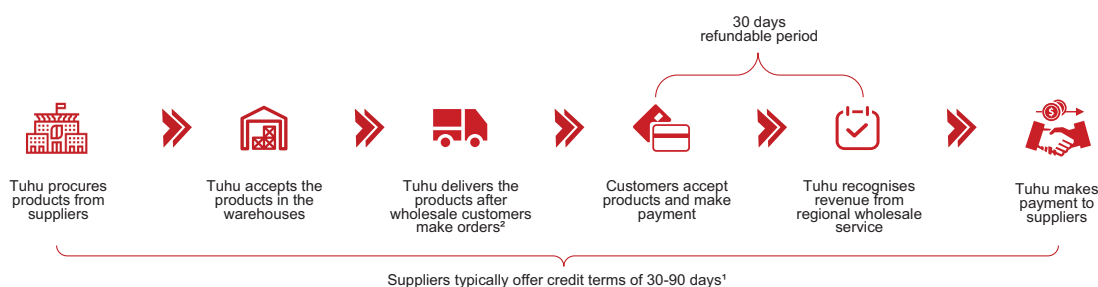 30 days
refundable period
Tuhu procures
products from
suppliers
Tuhu accepts the
products in the
warehouses
Tuhu delivers the
products after
wholesale customers
make orders²
Customers accept
products and make
payment
Tuhu recognises
revenue from
regional wholesale
service
Tuhu makes
payment to
suppliers
Suppliers typically offer credit terms of 30-90 days¹